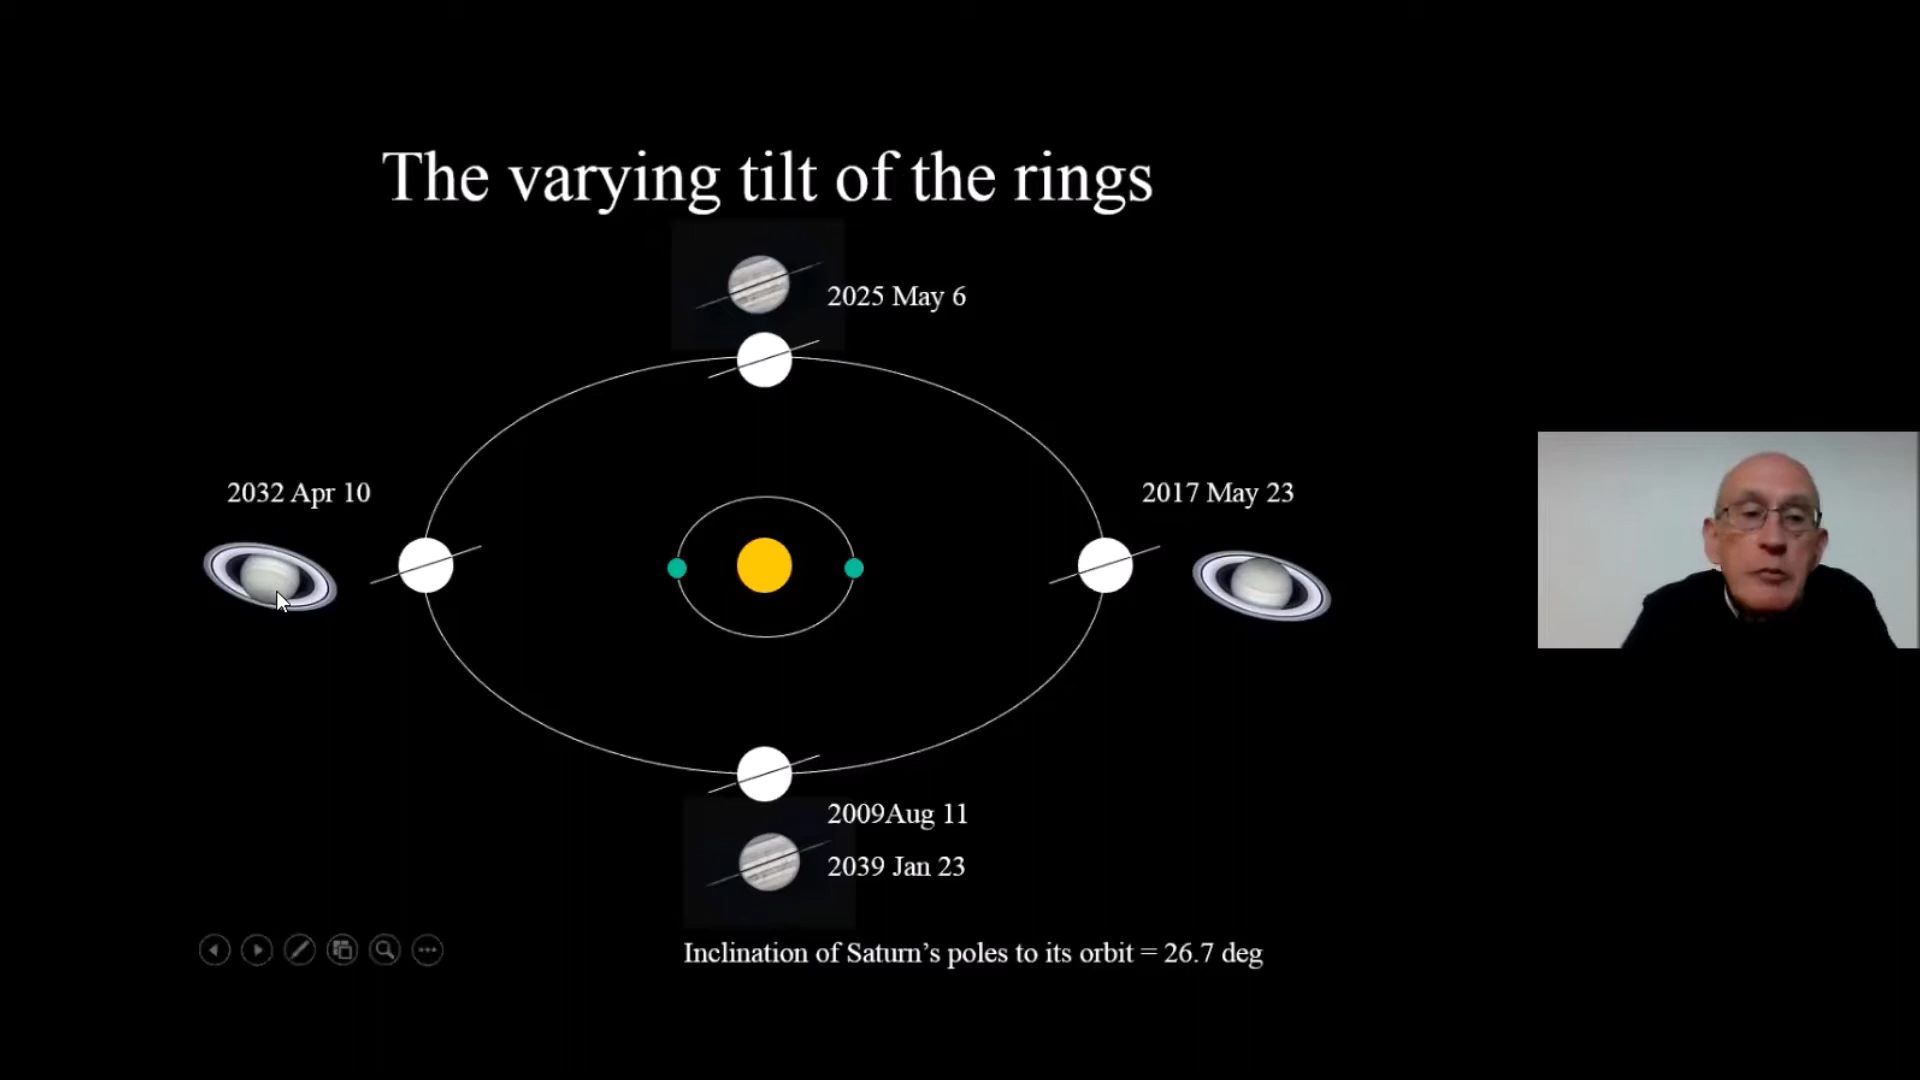 The varying tilt of the rings
2025 May 6
2032 Apr 10
2017 May 23
2009Aug 11
2039 Jan 23
Inclination of Saturn’s poles to its orbit = 26.7 deg